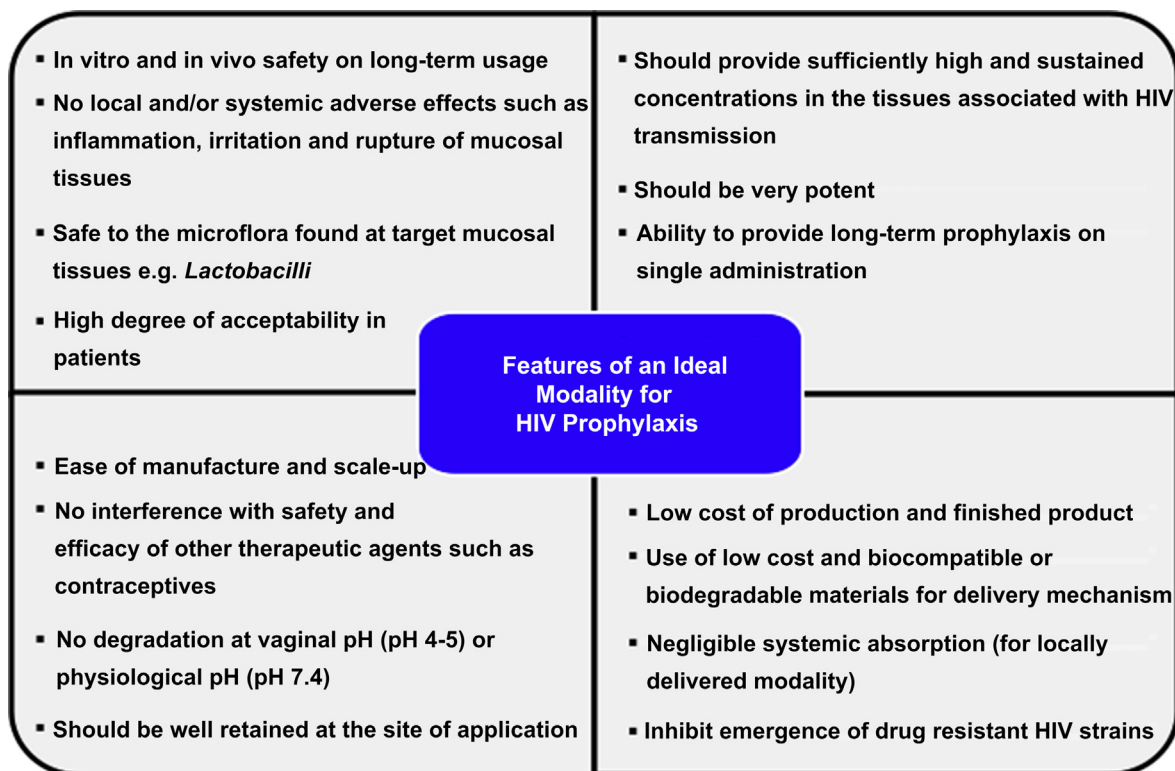 ▪ In vitro and in vivo safety on long-term usage
▪ No local and/or systemic adverse effects such as
inflammation, irritation and rupture of mucosal
tissues
▪ Safe to the microflora found at target mucosal
tissues e.g. Lactobacilli
▪ High degree of acceptability in
patients
▪ Should provide sufficiently high and sustained
concentrations in the tissues associated with HIV
transmission
▪ Should be very potent
▪ Ability to provide long-term prophylaxis on
single administration
Features of an Ideal
Modality for
HIV Prophylaxis
▪ Ease of manufacture and scale-up
▪ No interference with safety and
efficacy of other therapeutic agents such as
contraceptives
▪ No degradation at vaginal pH (pH 4-5) or
physiological pH (pH 7.4)
▪ Should be well retained at the site of application
▪ Low cost of production and finished product
▪ Use of low cost and biocompatible or
biodegradable materials for delivery mechanism
▪ Negligible systemic absorption (for locally
delivered modality)
▪ Inhibit emergence of drug resistant HIV strains